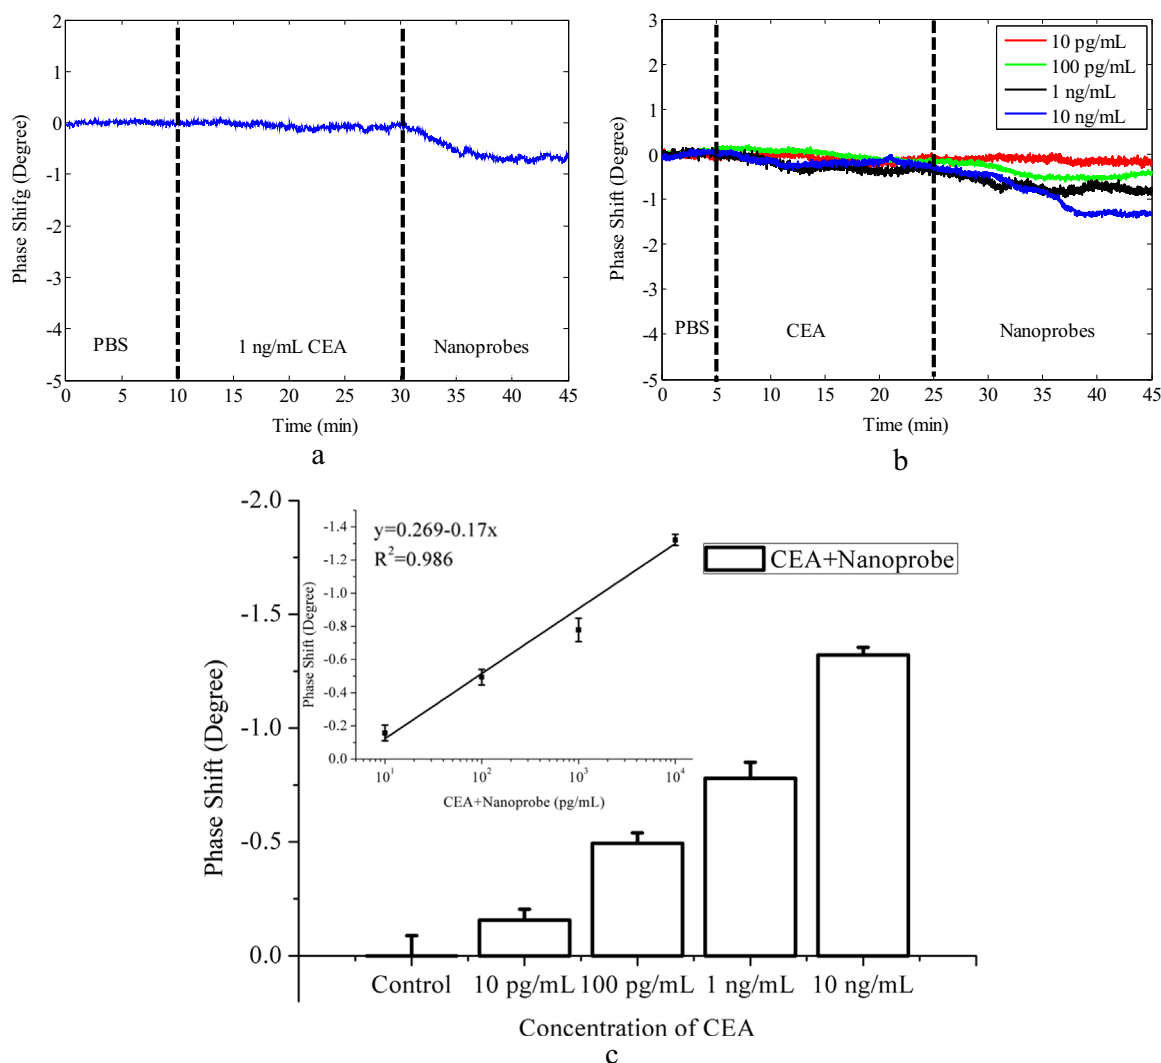 2
1
0
-1
-2
-3
-4
-5
Phase Shifg (Degree)
PBS
1 ng/mL CEA
Nanoprobes
0 5 10 15 20 25 30 35 40 45
Time (min)
a
3
2
1
0
-1
-2
-3
-4
-5
Phase Shift (Degree)
10 pg/mL
100 pg/mL
1 ng/mL
10 ng/mL
PBS
CEA
Nanoprobes
0 5 10 15 20 25 30 35 40 45
Time (min)
b
-2.0
-1.5
-1.0
-0.5
0.0
Phase Shift (Degree)
y=0.269-0.17x
R²=0.986
-1.4
-1.2
-1.0
-0.8
-0.6
-0.4
-0.2
0.0
Phase Shift (Degree)
10¹ 10² 10³ 10⁴
CEA+Nanoprobe (pg/mL)
CEA+Nanoprobe
Control 10 pg/mL 100 pg/mL 1 ng/mL 10 ng/mL
Concentration of CEA
c